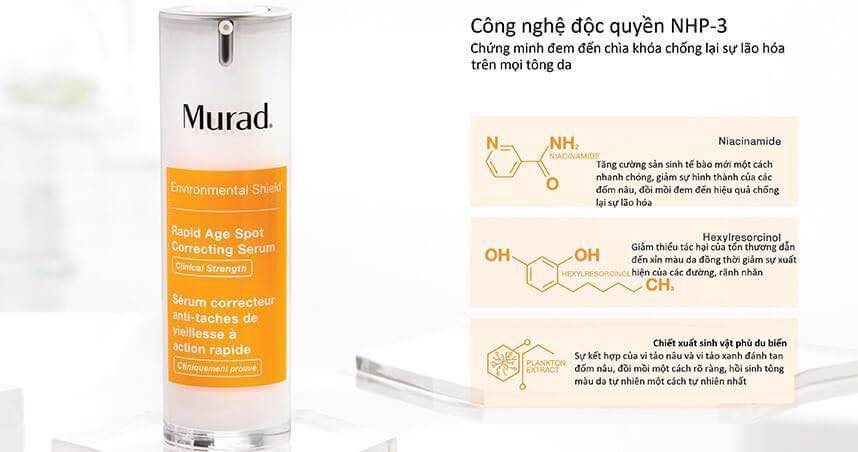 Murad.
Environmental Shield
Rapid Age Spot
Correcting Serum
Clinical Strength
Sérum correcteur
anti-taches de
vieillesse à
action rapide
Cliniquement prouvé
Công nghệ độc quyền NHP-3
Chứng minh đem đến chìa khóa chống lại sự lão hóa
trên mọi tông da
N NH₂
NIACINAMIDE
O
Niacinamide
Tăng cường sản sinh tế bào mới một cách
nhanh chóng, giảm sự hình thành của các
đốm nâu, đồi mồi đem đến hiệu quả chống
lại sự lão hóa
OH OH
HEXYLRESORCINOL
CH₃
Hexylresorcinol
Giảm thiểu tác hại của tổn thương dẫn
đến xỉn màu da đồng thời giảm sự xuất
hiện của các đường, rãnh nhăn
PLANKTON
EXTRACT
Chiết xuất sinh vật phù du biển
Sự kết hợp của vi tảo nâu và vi tảo xanh đánh tan
đốm nâu, đồi mồi một cách rõ ràng, hồi sinh tông
màu da tự nhiên một cách tự nhiên nhất